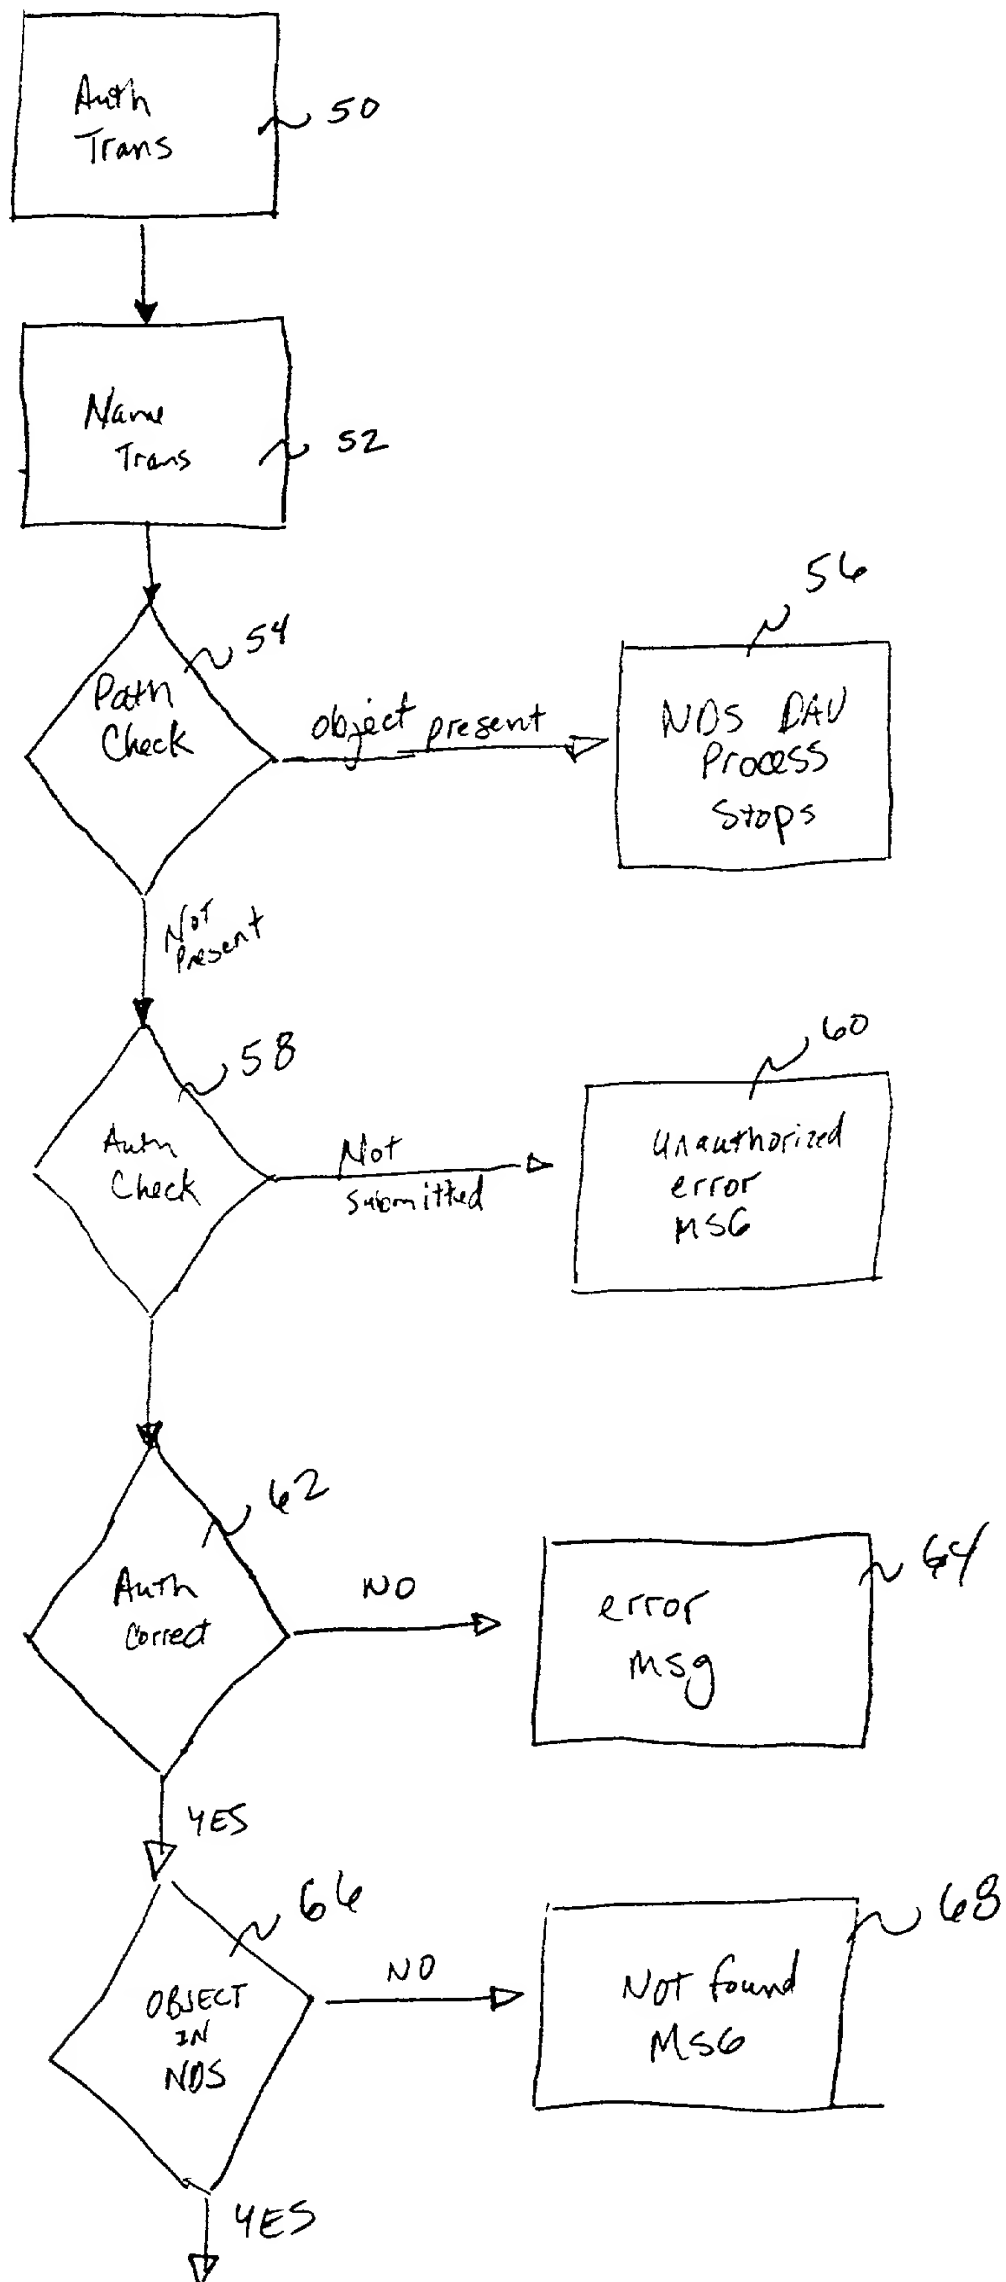 Auth
Trans
50
Name
Trans
52
54
Path
Check
object present
56
NDS DAV
Process
Stops
Not
Present
58
Auth
Check
Not
submitted
60
unauthorized
error
MSG
62
Auth
Correct
NO
64
error
msg
YES
66
OBJECT
IN
NDS
NO
68
Not found
MSG
YES